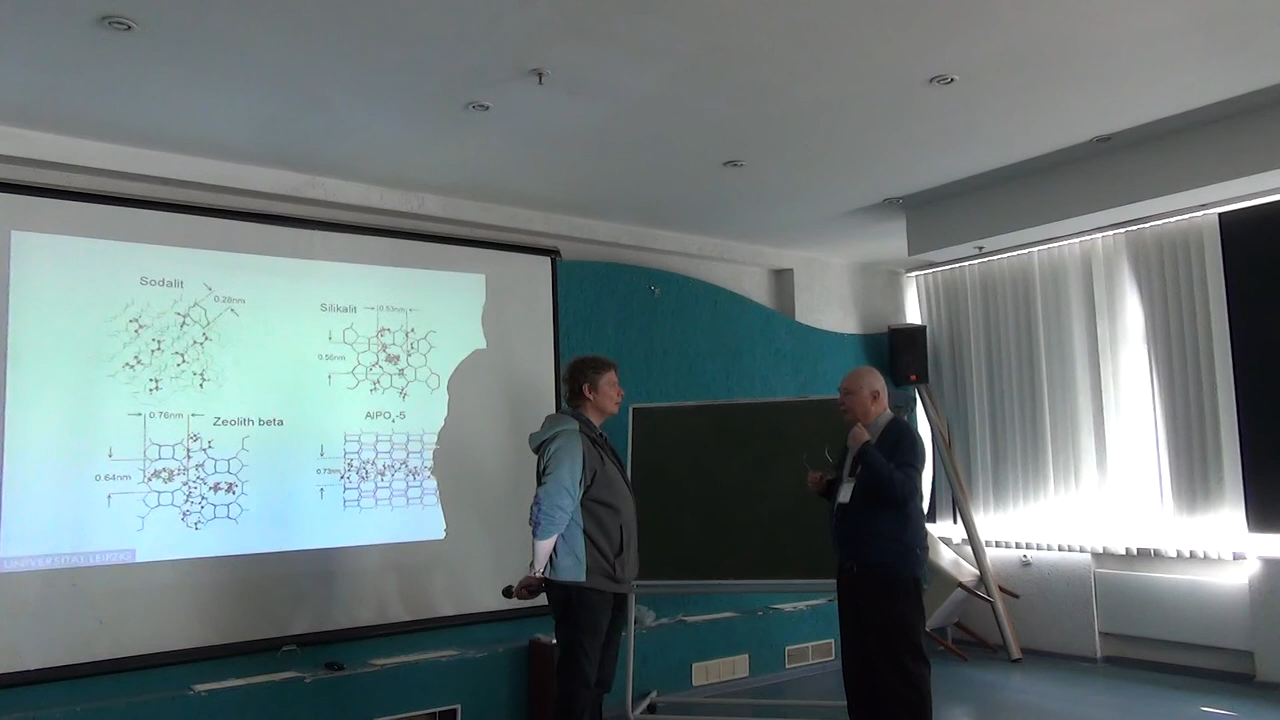 Sodalit
0.28nm
Silikalit
0.53nm
0.56nm
0.76nm
Zeolith beta
0.64nm
AlPO4-5
0.73nm
UNIVERSITÄT LEIPZIG